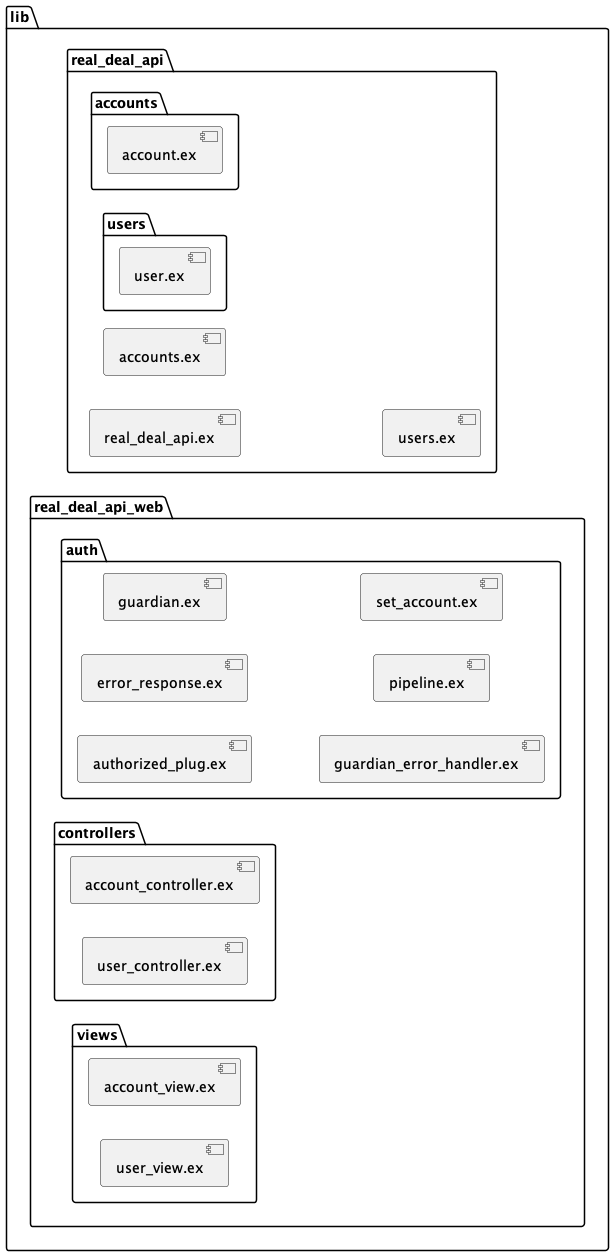 lib
real_deal_api
accounts
account.ex
users
user.ex
accounts.ex
real_deal_api.ex
users.ex
real_deal_api_web
auth
guardian.ex
set_account.ex
error_response.ex
pipeline.ex
authorized_plug.ex
guardian_error_handler.ex
controllers
account_controller.ex
user_controller.ex
views
account_view.ex
user_view.ex